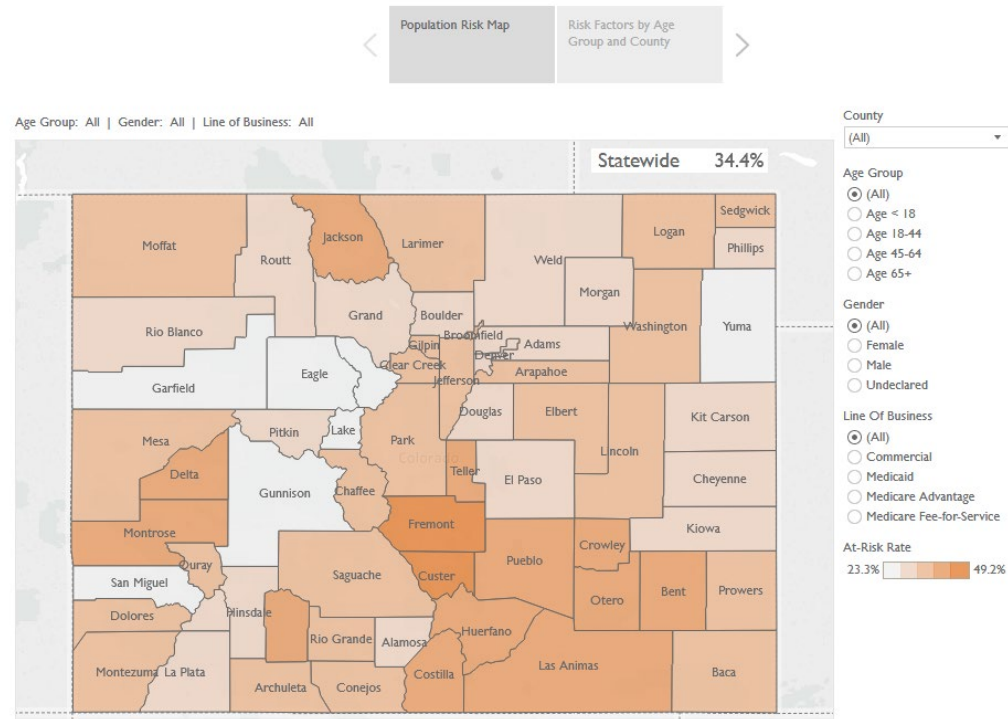 Population Risk Map
Risk Factors by Age
Group and County
Age Group: All | Gender: All | Line of Business: All
Statewide 34.4%
County
(All)
Age Group
(All)
Age < 18
Age 18-44
Age 45-64
Age 65+
Gender
(All)
Female
Male
Undeclared
Line Of Business
(All)
Commercial
Medicaid
Medicare Advantage
Medicare Fee-for-Service
At-Risk Rate
23.3% 49.2%
Moffat
Routt
Jackson
Larimer
Weld
Logan
Sedgwick
Phillips
Morgan
Rio Blanco
Grand
Boulder
Broomfield
Washington
Yuma
Gilpin
Adams
Denver
Clear Creek
Arapahoe
Garfield
Eagle
Jefferson
Mesa
Pitkin
Lake
Park
Douglas
Elbert
Kit Carson
Lincoln
Colorado
Delta
Gunnison
Chaffee
Teller
El Paso
Cheyenne
Montrose
Fremont
Kiowa
Ouray
Crowley
San Miguel
Saguache
Custer
Pueblo
Otero
Bent
Prowers
Dolores
Hinsdale
Rio Grande
Alamosa
Huerfano
Montezuma
La Plata
Archuleta
Conejos
Costilla
Las Animas
Baca